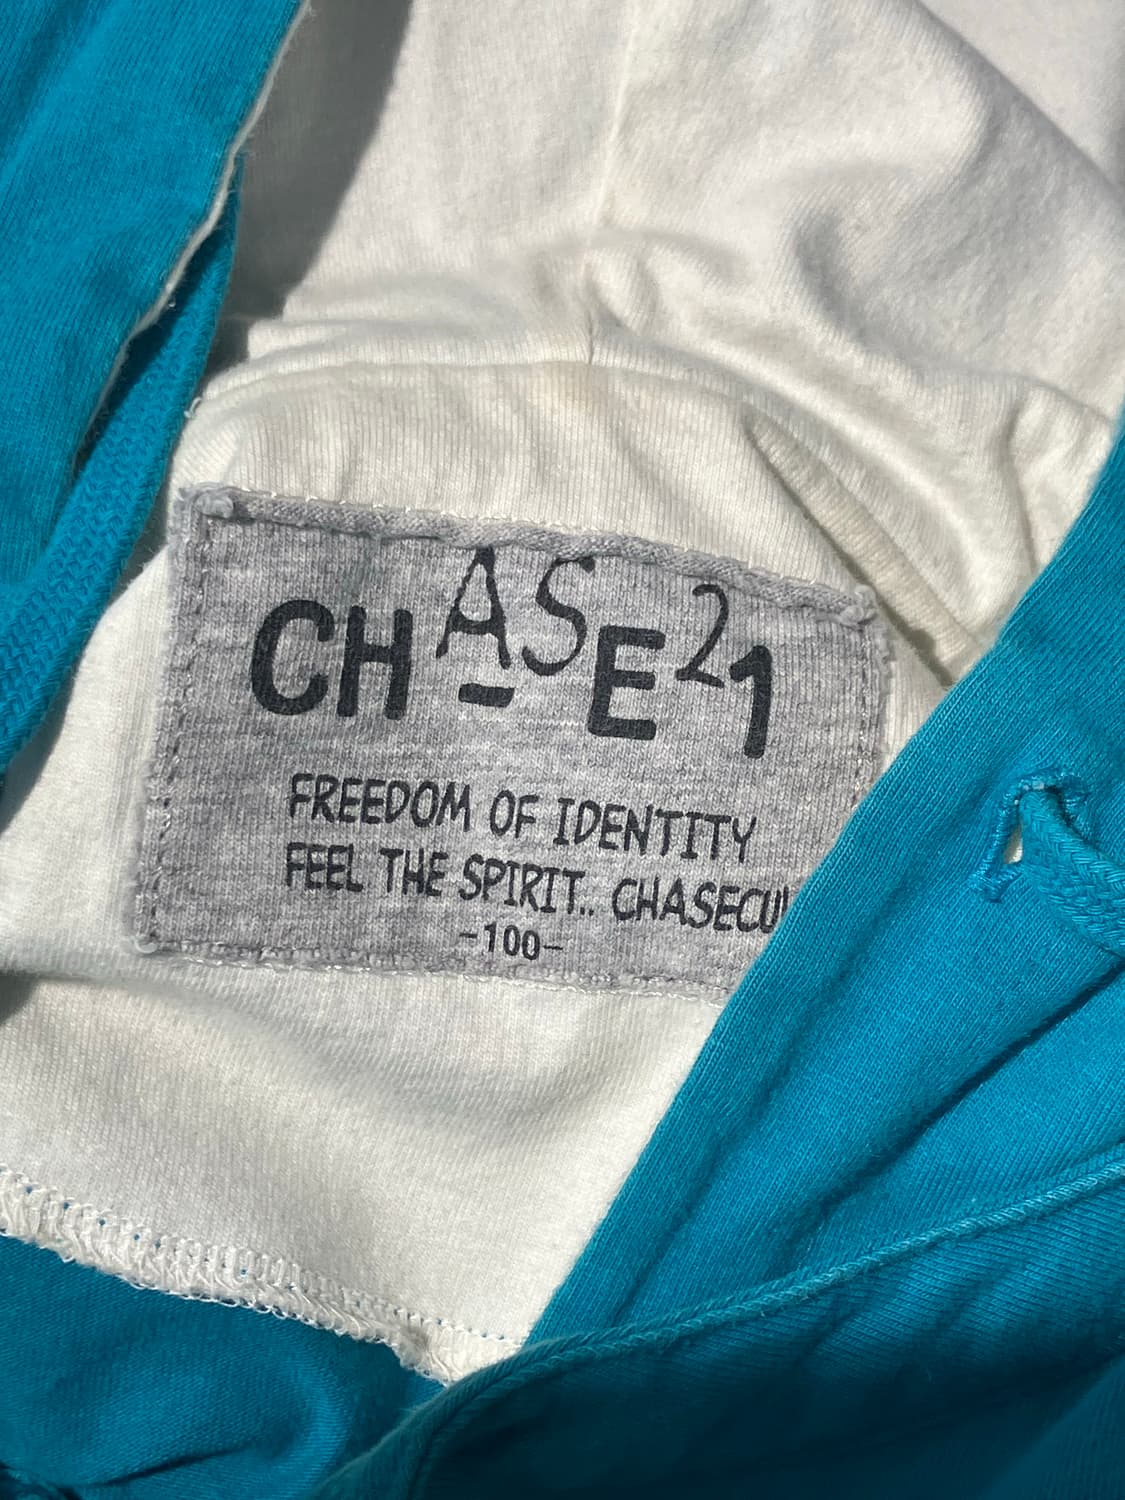 CHASE21
FREEDOM OF IDENTITY
FEEL THE SPIRIT..
-100-